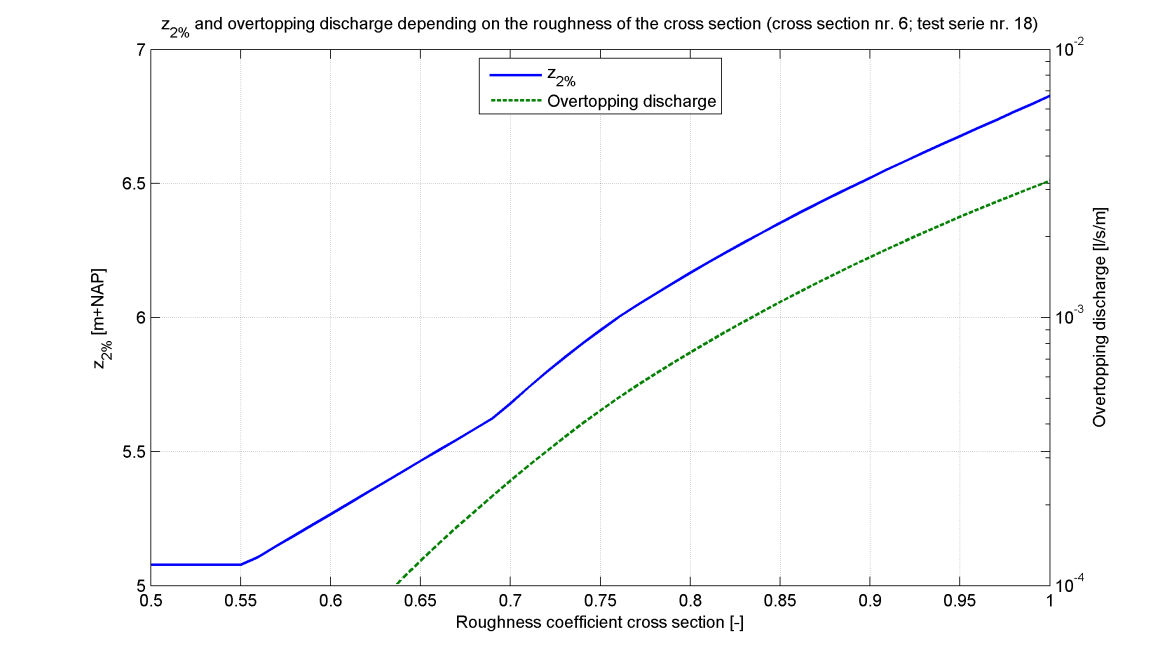 z2% and overtopping discharge depending on the roughness of the cross section (cross section nr. 6; test serie nr. 18)
z2%
Overtopping discharge
7
6.5
6
5.5
5
z2% [m+NAP]
10-2
10-3
10-4
Overtopping discharge [l/s/m]
0.5 0.55 0.6 0.65 0.7 0.75 0.8 0.85 0.9 0.95 1
Roughness coefficient cross section [-]